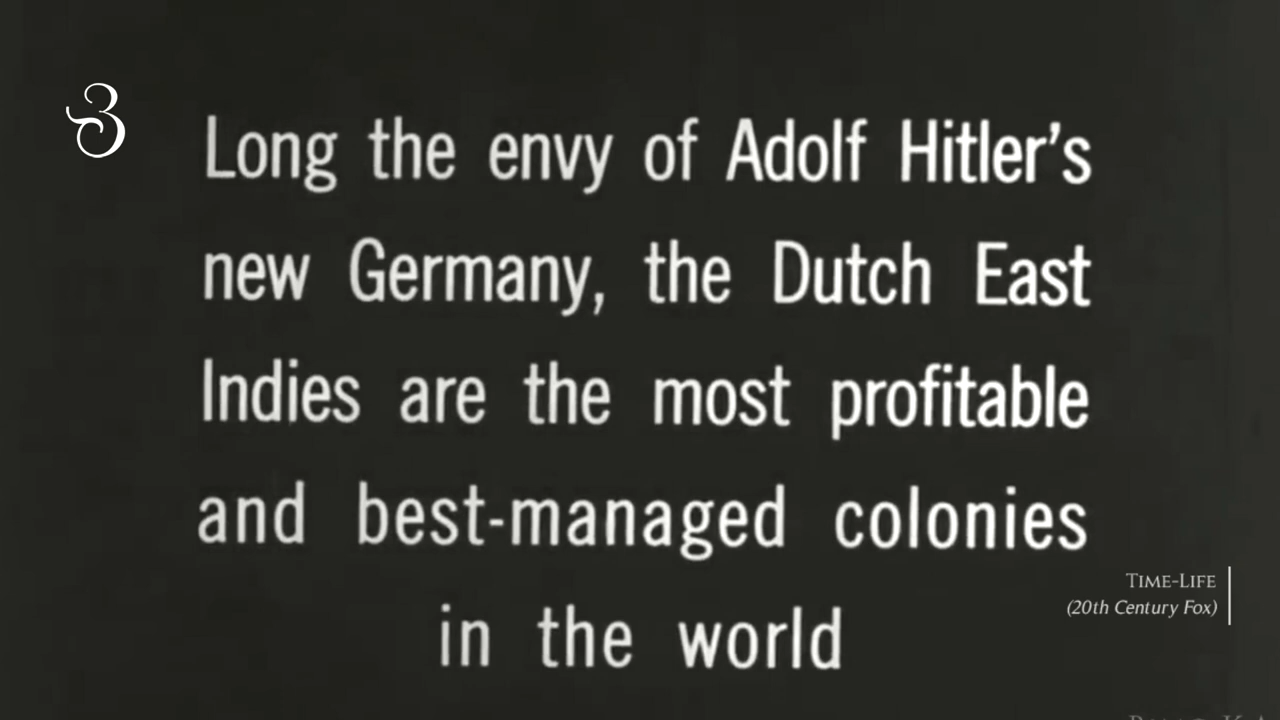 3
Long the envy of Adolf Hitler's
new Germany, the Dutch East
Indies are the most profitable
and best-managed colonies
in the world
TIME-LIFE
(20th Century Fox)